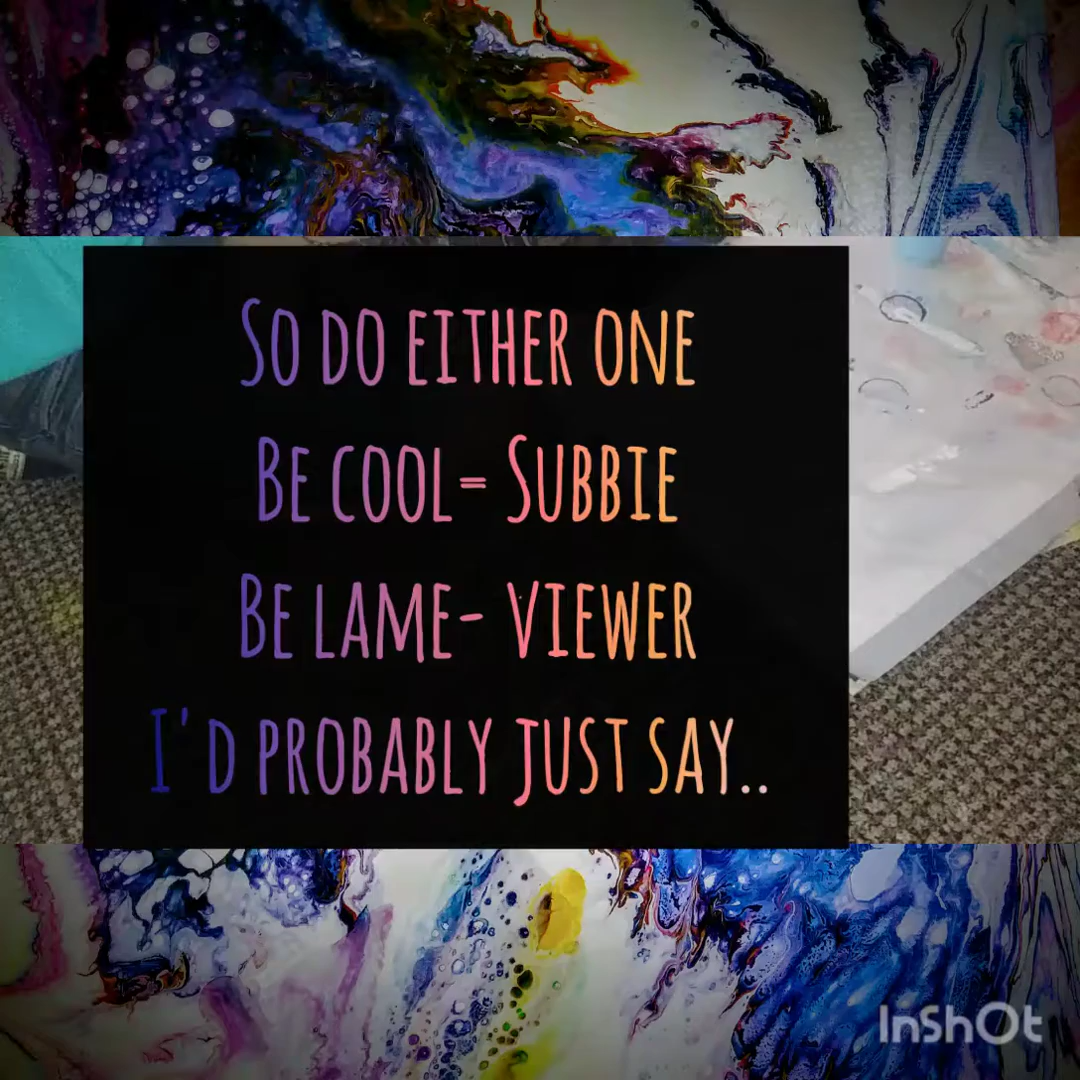 So do either one
Be cool= Subbie
Be lame- viewer
I'd probably just say..
InShOt